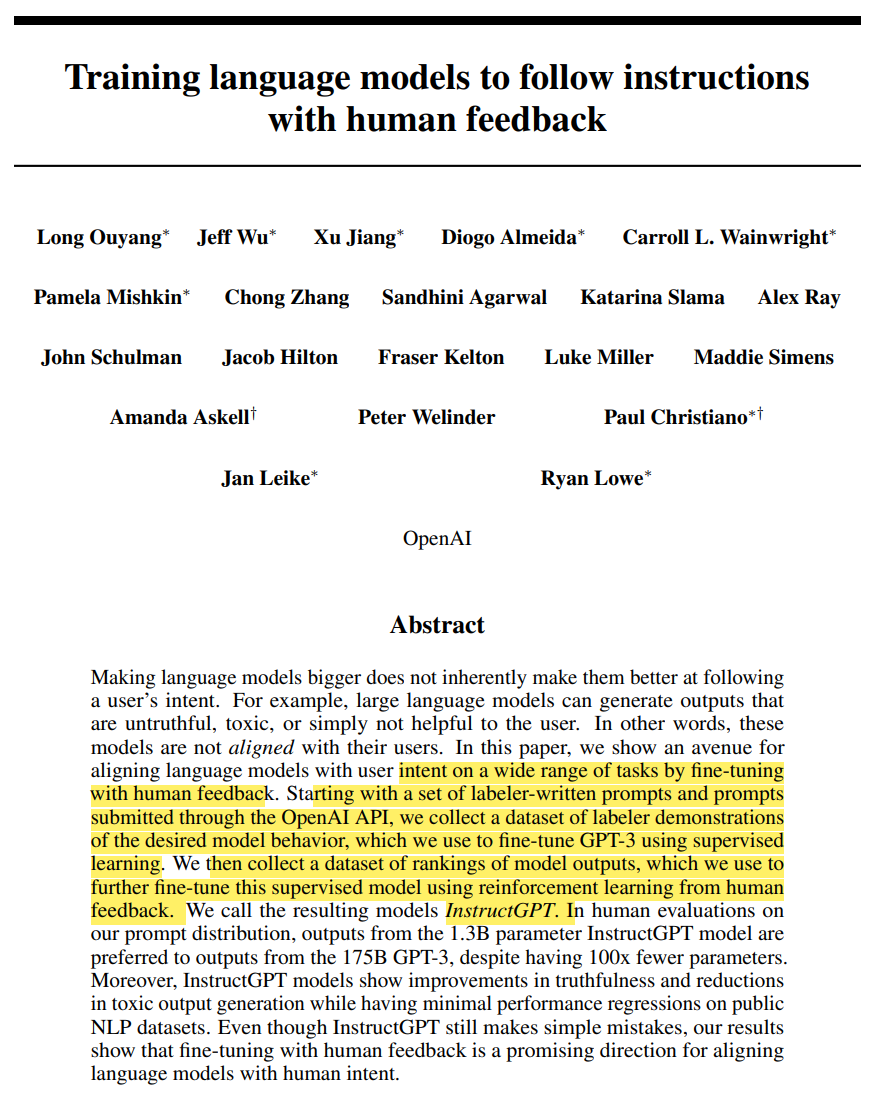 Training language models to follow instructions
with human feedback
Long Ouyang* Jeff Wu* Xu Jiang* Diogo Almeida* Carroll L. Wainwright*
Pamela Mishkin* Chong Zhang Sandhini Agarwal Katarina Slama Alex Ray
John Schulman Jacob Hilton Fraser Kelton Luke Miller Maddie Simens
Amanda Askell† Peter Welinder Paul Christiano*†
Jan Leike* Ryan Lowe*
OpenAI
Abstract
Making language models bigger does not inherently make them better at following
a user's intent. For example, large language models can generate outputs that
are untruthful, toxic, or simply not helpful to the user. In other words, these
models are not aligned with their users. In this paper, we show an avenue for
aligning language models with user intent on a wide range of tasks by fine-tuning
with human feedback. Starting with a set of labeler-written prompts and prompts
submitted through the OpenAI API, we collect a dataset of labeler demonstrations
of the desired model behavior, which we use to fine-tune GPT-3 using supervised
learning. We then collect a dataset of rankings of model outputs, which we use to
further fine-tune this supervised model using reinforcement learning from human
feedback. We call the resulting models InstructGPT. In human evaluations on
our prompt distribution, outputs from the 1.3B parameter InstructGPT model are
preferred to outputs from the 175B GPT-3, despite having 100x fewer parameters.
Moreover, InstructGPT models show improvements in truthfulness and reductions
in toxic output generation while having minimal performance regressions on public
NLP datasets. Even though InstructGPT still makes simple mistakes, our results
show that fine-tuning with human feedback is a promising direction for aligning
language models with human intent.